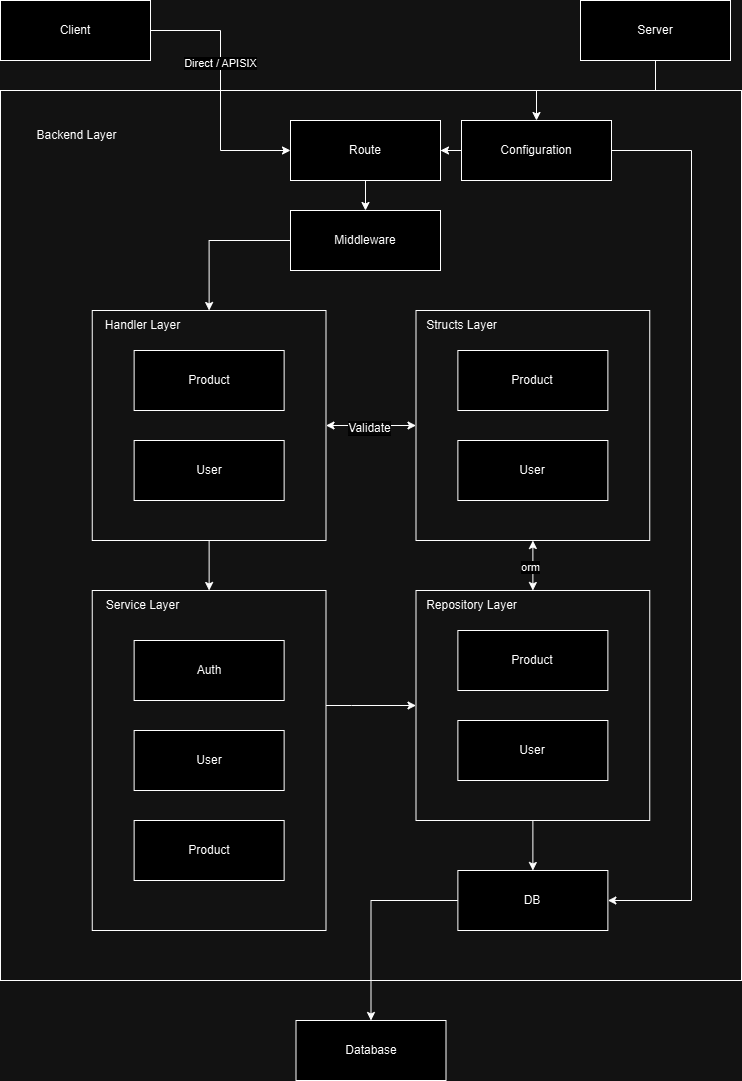 Client
Server
Direct / APISIX
Backend Layer
Route
Configuration
Middleware
Handler Layer
Product
User
Structs Layer
Product
User
Validate
orm
Service Layer
Auth
User
Product
Repository Layer
Product
User
DB
Database